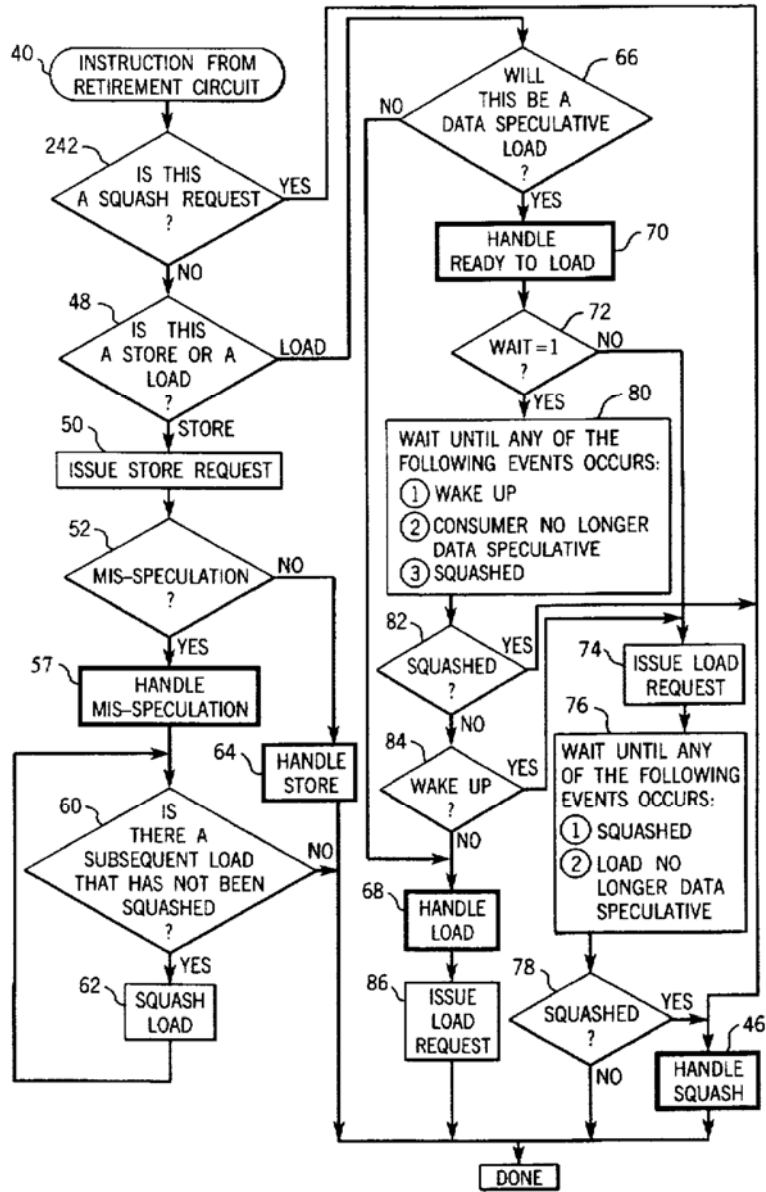 40
INSTRUCTION FROM
RETIREMENT CIRCUIT
242
IS THIS
A SQUASH REQUEST
?
YES
NO
48
IS THIS
A STORE OR A
LOAD
?
LOAD
STORE
50
ISSUE STORE REQUEST
52
MIS-SPECULATION
?
NO
YES
57
HANDLE
MIS-SPECULATION
64
HANDLE
STORE
60
IS
THERE A
SUBSEQUENT LOAD
THAT HAS NOT BEEN
SQUASHED
?
NO
YES
62
SQUASH
LOAD
66
WILL
THIS BE A
DATA SPECULATIVE
LOAD
?
NO
YES
70
HANDLE
READY TO LOAD
72
WAIT=1
?
NO
YES
80
WAIT UNTIL ANY OF THE
FOLLOWING EVENTS OCCURS:
1 WAKE UP
2 CONSUMER NO LONGER
DATA SPECULATIVE
3 SQUASHED
82
SQUASHED
?
YES
NO
84
WAKE UP
?
YES
NO
68
HANDLE
LOAD
86
ISSUE
LOAD
REQUEST
74
ISSUE LOAD
REQUEST
76
WAIT UNTIL ANY
OF THE FOLLOWING
EVENTS OCCURS:
1 SQUASHED
2 LOAD NO
LONGER DATA
SPECULATIVE
78
SQUASHED
?
YES
NO
46
HANDLE
SQUASH
DONE